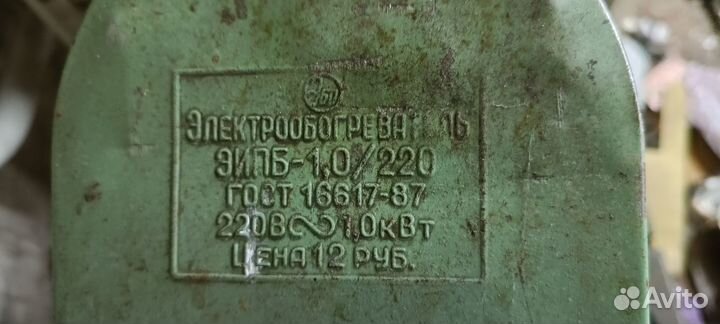 ЭЛЕКТРООБОГРЕВАТЕЛЬ
ЭИПБ-1,0/220
ГОСТ 16617-87
220В~1,0кВт
ЦЕНА 12 РУБ.
Avito